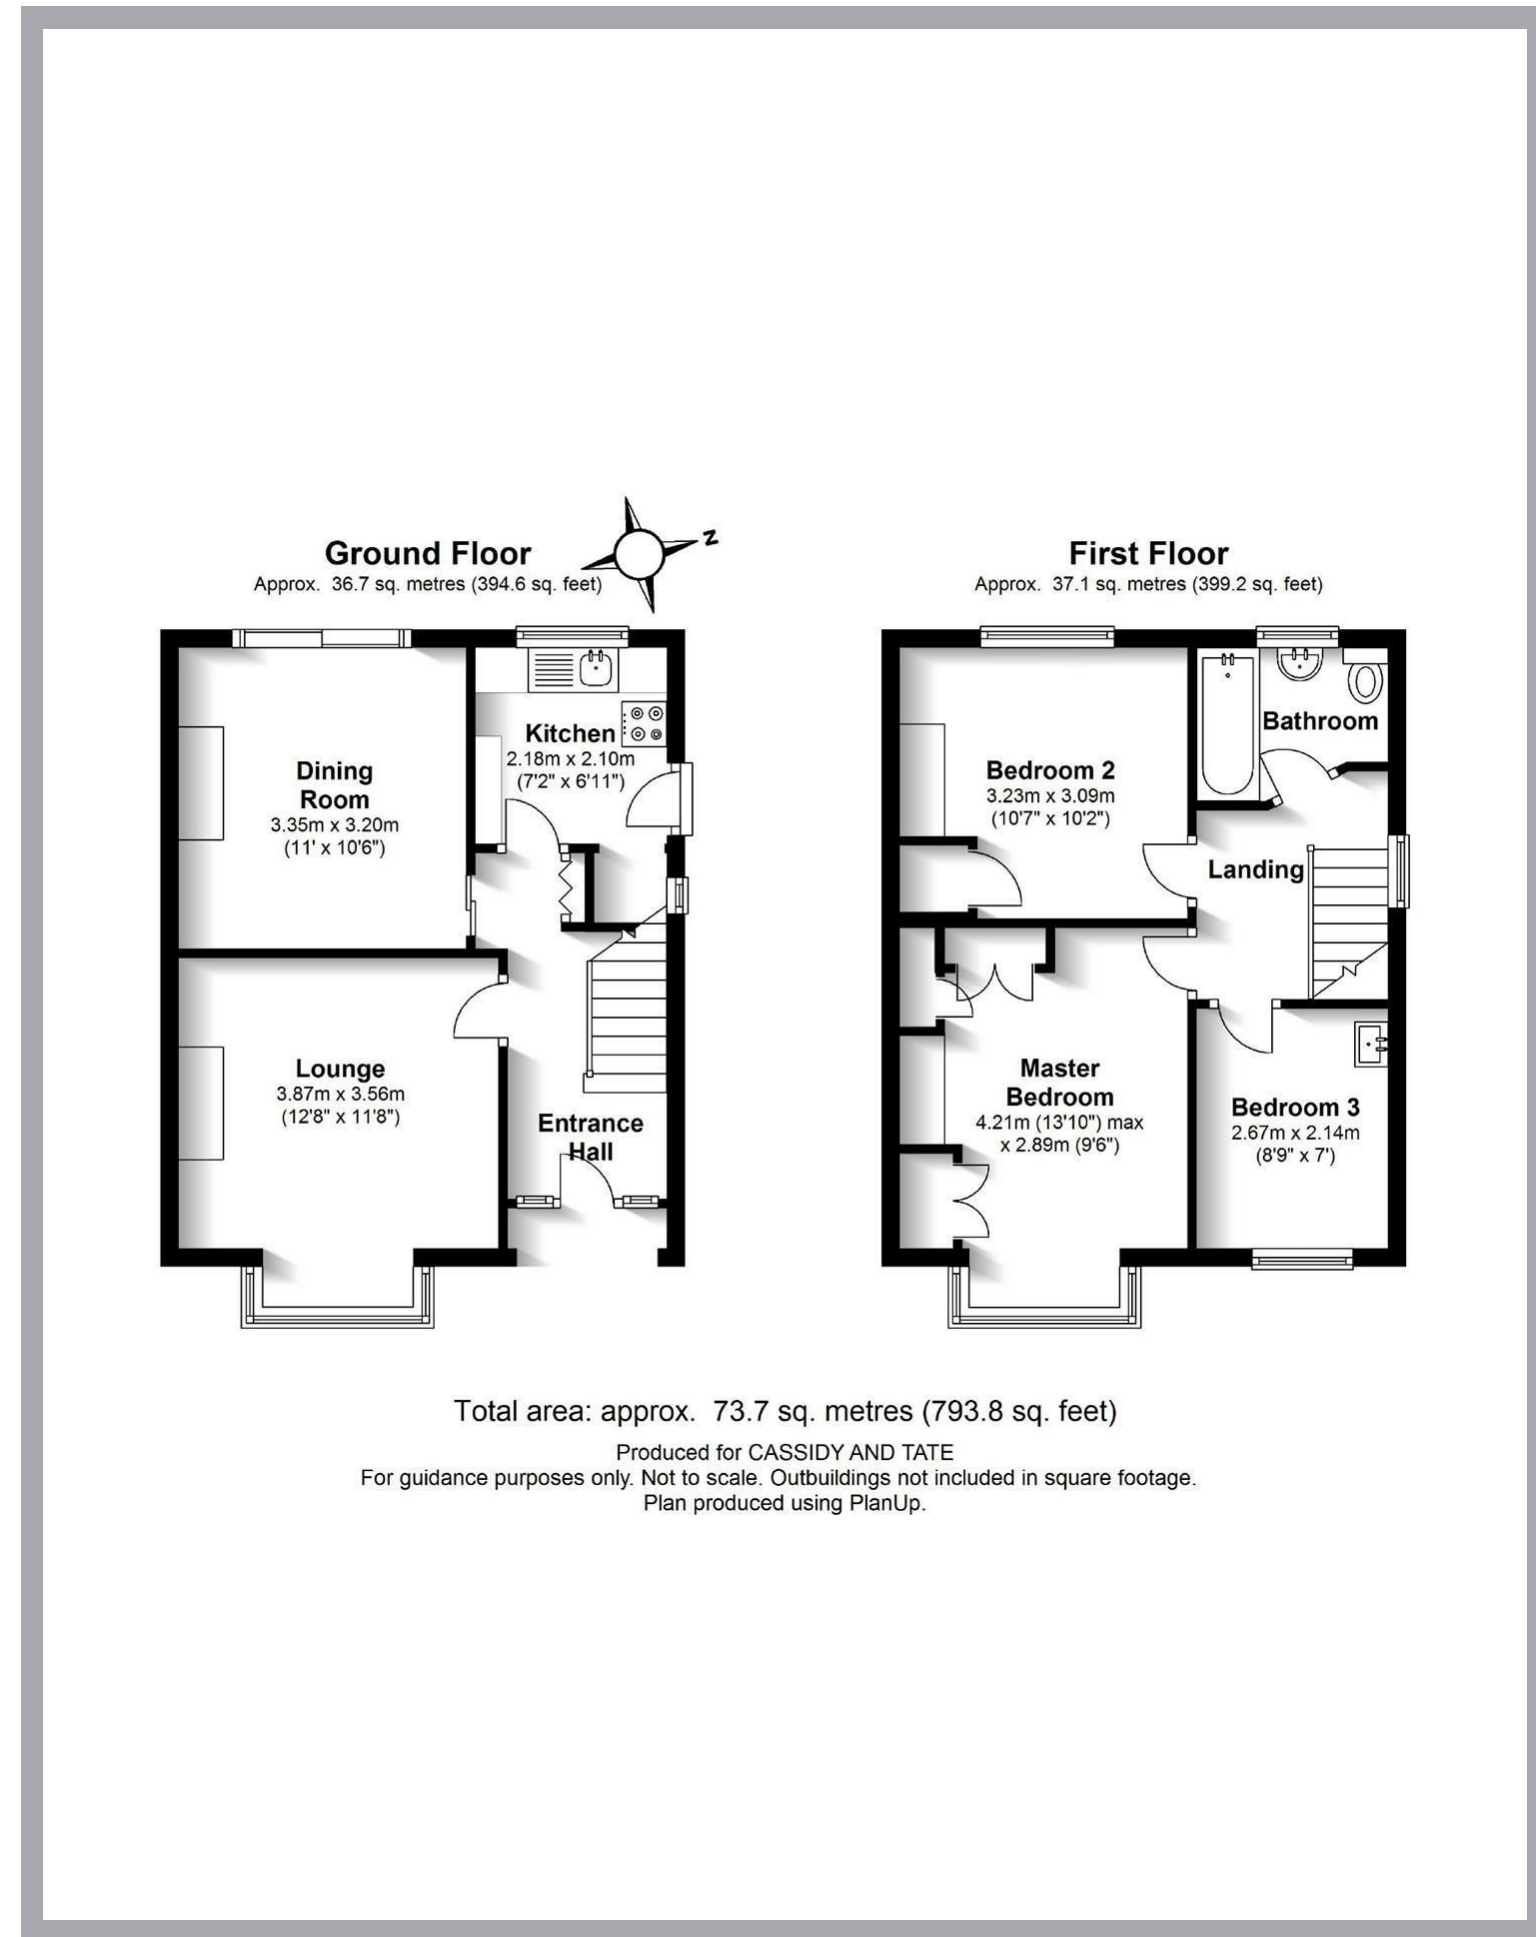 Ground Floor
Approx.  36.7 sq. metres (394.6 sq. feet)
N
Dining
Room
3.35m x 3.20m
(11' x 10'6")
Kitchen
2.18m x 2.10m
(7'2" x 6'11")
Lounge
3.87m x 3.56m
(12'8" x 11'8")
Entrance
Hall
First Floor
Approx.  37.1 sq. metres (399.2 sq. feet)
Bathroom
Bedroom 2
3.23m x 3.09m
(10'7" x 10'2")
Landing
Master
Bedroom
4.21m (13'10") max
x 2.89m (9'6")
Bedroom 3
2.67m x 2.14m
(8'9" x 7')
Total area: approx.  73.7 sq. metres (793.8 sq. feet)
Produced for CASSIDY AND TATE
For guidance purposes only. Not to scale. Outbuildings not included in square footage.
Plan produced using PlanUp.